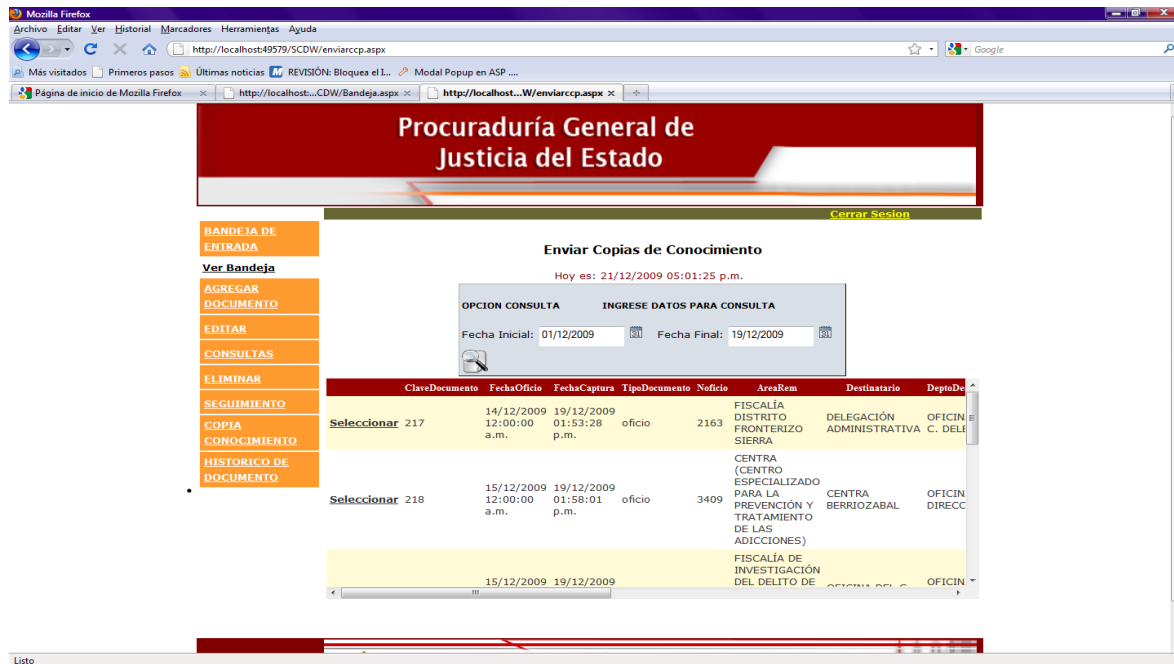 Mozilla Firefox
Archivo Editar Ver Historial Marcadores Herramientas Ayuda
http://localhost:49579/SCDW/enviarccp.aspx
Google
Más visitados Primeros pasos Últimas noticias REVISIÓN: Bloquea el I... Modal Popup en ASP ....
Página de inicio de Mozilla Firefox http://localhost:...CDW/Bandeja.aspx http://localhost...W/enviarccp.aspx
Procuraduría General de
Justicia del Estado
Cerrar Sesion
BANDEJA DE
ENTRADA
Ver Bandeja
AGREGAR
DOCUMENTO
EDITAR
CONSULTAS
ELIMINAR
SEGUIMIENTO
COPIA
CONOCIMIENTO
HISTORICO DE
DOCUMENTO
Enviar Copias de Conocimiento
Hoy es: 21/12/2009 05:01:25 p.m.
OPCION CONSULTA INGRESE DATOS PARA CONSULTA
Fecha Inicial: 01/12/2009 31 Fecha Final: 19/12/2009 31
ClaveDocumento FechaOficio FechaCaptura TipoDocumento Noficio AreaRem Destinatario DeptoDe
Seleccionar 217
14/12/2009
12:00:00
a.m.
19/12/2009
01:53:28
p.m.
oficio
2163
FISCALÍA
DISTRITO
FRONTERIZO
SIERRA
DELEGACIÓN
ADMINISTRATIVA
OFICIN
C. DELE
Seleccionar 218
15/12/2009
12:00:00
a.m.
19/12/2009
01:58:01
p.m.
oficio
3409
CENTRA
(CENTRO
ESPECIALIZADO
PARA LA
PREVENCIÓN Y
TRATAMIENTO
DE LAS
ADICCIONES)
CENTRA
BERRIOZABAL
OFICIN
DIRECC
15/12/2009
19/12/2009
FISCALÍA DE
INVESTIGACIÓN
DEL DELITO DE
OFICIN
Listo